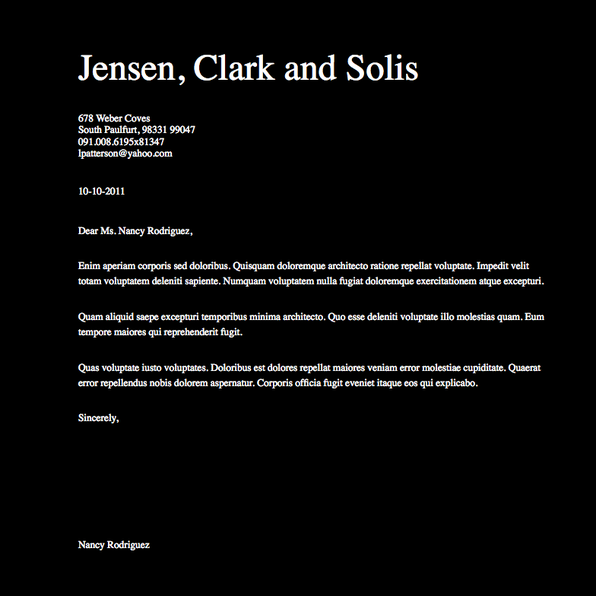 Jensen, Clark and Solis
678 Weber Coves
South Paulfurt, 98331 99047
091.008.6195x81347
lpatterson@yahoo.com
10-10-2011
Dear Ms. Nancy Rodriguez,
Enim aperiam corporis sed doloribus. Quisquam doloremque architecto ratione repellat voluptate. Impedit velit
totam voluptatem deleniti sapiente. Numquam voluptatem nulla fugiat doloremque exercitationem atque excepturi.
Quam aliquid saepe excepturi temporibus minima architecto. Quo esse deleniti voluptate illo molestias quam. Eum
tempore maiores qui reprehenderit fugit.
Quas voluptate iusto voluptates. Doloribus est dolores repellat maiores veniam error molestiae cupiditate. Quaerat
error repellendus nobis dolorem aspernatur. Corporis officia fugit eveniet itaque eos qui explicabo.
Sincerely,
Nancy Rodriguez